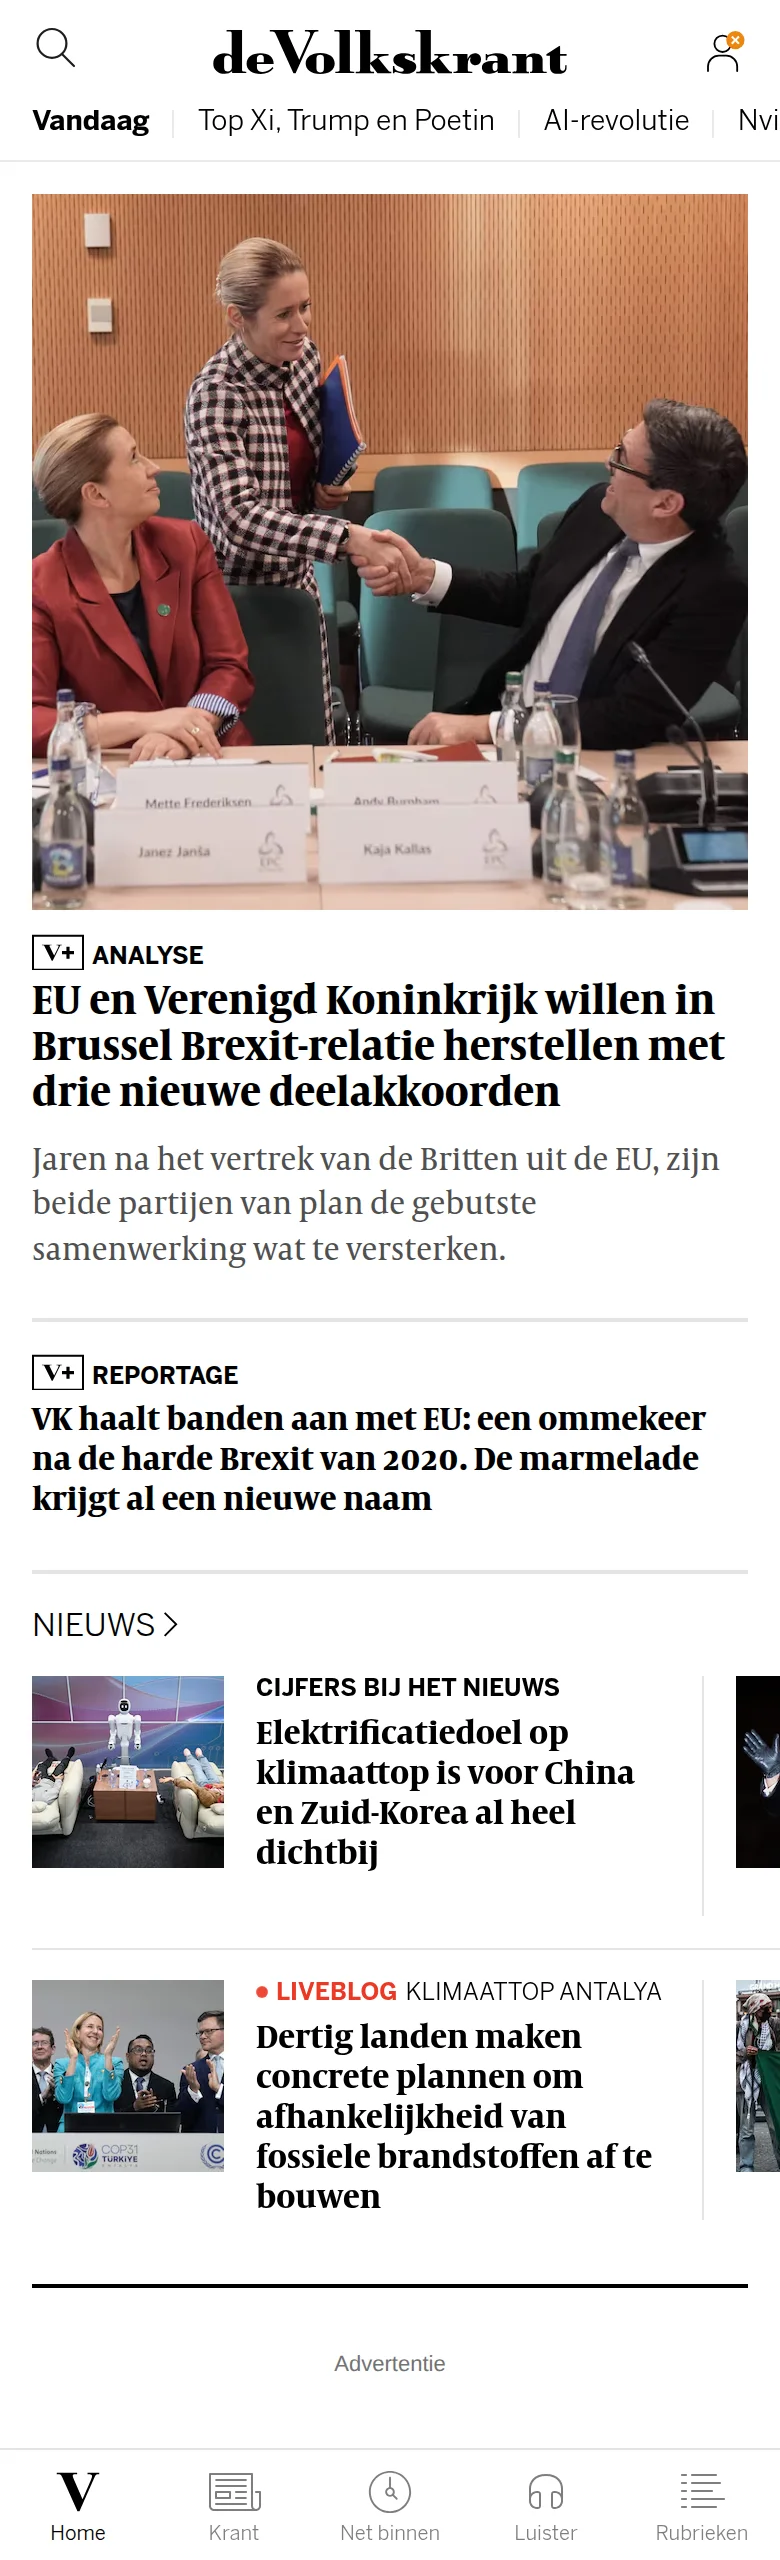 deVolkskrant
Vandaag
Top Xi, Trump en Poetin
AI-revolutie
Nvi
Mette Frederiksen
Andy Burnham
Janez Janša
EPC
Kaja Kallas
EPC
V+ ANALYSE
EU en Verenigd Koninkrijk willen in
Brussel Brexit-relatie herstellen met
drie nieuwe deelakkoorden
Jaren na het vertrek van de Britten uit de EU, zijn
beide partijen van plan de gebutste
samenwerking wat te versterken.
V+ REPORTAGE
VK haalt banden aan met EU: een ommekeer
na de harde Brexit van 2020. De marmelade
krijgt al een nieuwe naam
NIEUWS
CIJFERS BIJ HET NIEUWS
Elektrificatiedoel op
klimaattop is voor China
en Zuid-Korea al heel
dichtbij
LIVEBLOG KLIMAATTOP ANTALYA
Dertig landen maken
concrete plannen om
afhankelijkheid van
fossiele brandstoffen af te
bouwen
Nations
COP31
TÜRKİYE
Advertentie
V
Home
Krant
Net binnen
Luister
Rubrieken